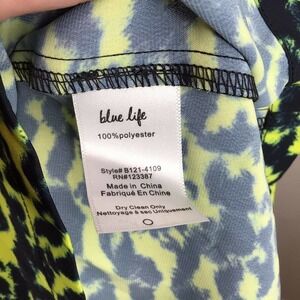 blue life
100%polyester
Style# B121-4109
RN#123387
Made in China
Fabriqué En Chine
Dry Clean Only
Nettoyage à sec Uniquement